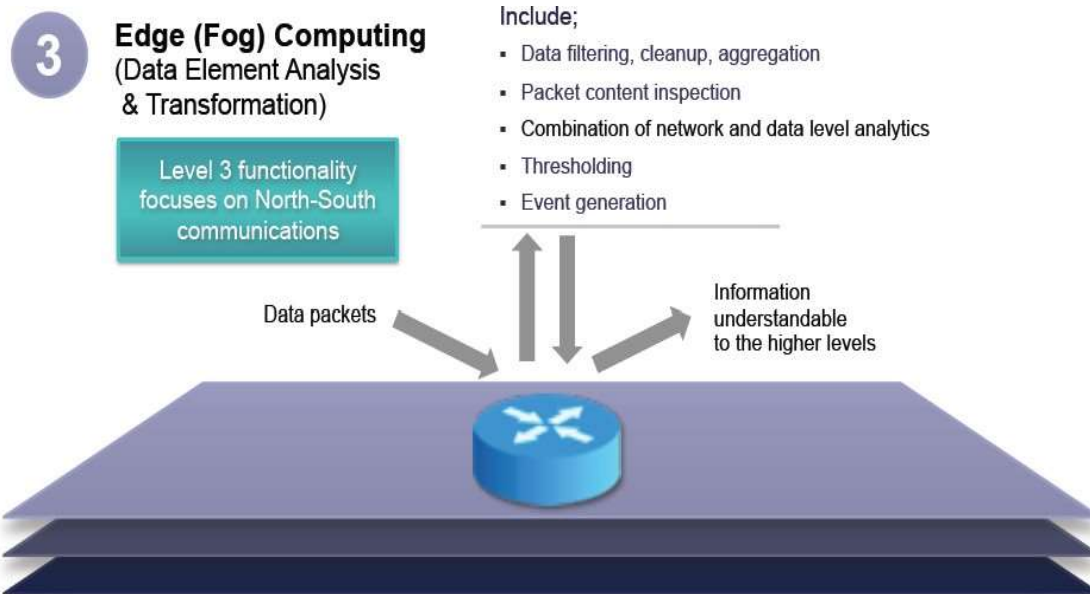 3
Edge (Fog) Computing
(Data Element Analysis
& Transformation)
Level 3 functionality
focuses on North-South
communications
Include;
▪ Data filtering, cleanup, aggregation
▪ Packet content inspection
▪ Combination of network and data level analytics
▪ Thresholding
▪ Event generation
Data packets
Information
understandable
to the higher levels